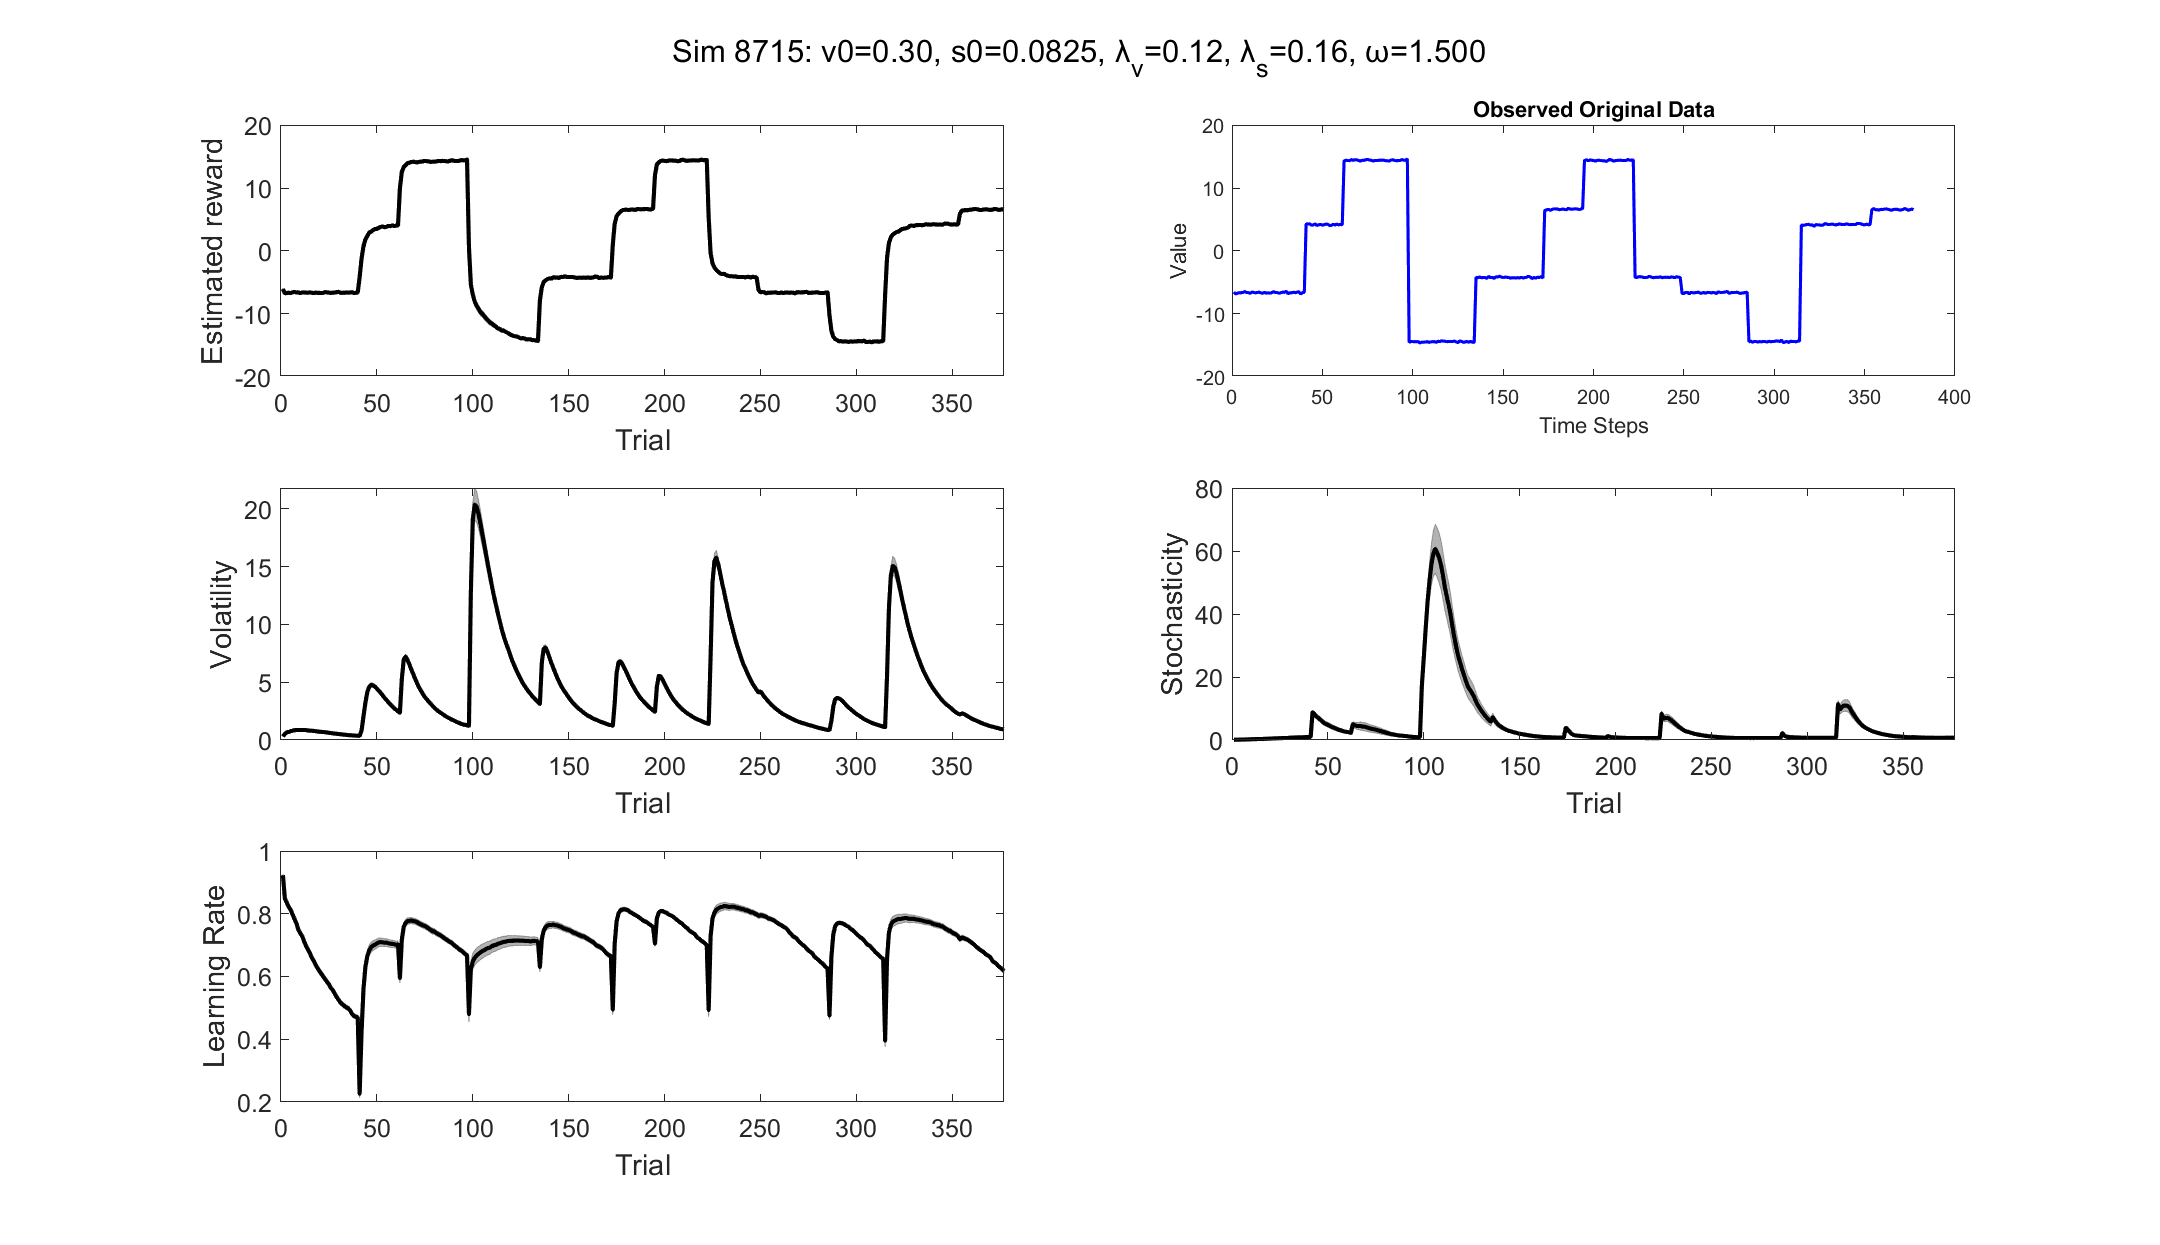 Sim 8715: v0=0.30, s0=0.0825, λ_v=0.12, λ_s=0.16, ω=1.500
20
10
0
-10
-20
Estimated reward
0 50 100 150 200 250 300 350
Trial
Observed Original Data
20
10
0
-10
-20
Value
0 50 100 150 200 250 300 350 400
Time Steps
20
15
10
5
0
Volatility
0 50 100 150 200 250 300 350
Trial
80
60
40
20
0
Stochasticity
0 50 100 150 200 250 300 350
Trial
1
0.8
0.6
0.4
0.2
Learning Rate
0 50 100 150 200 250 300 350
Trial